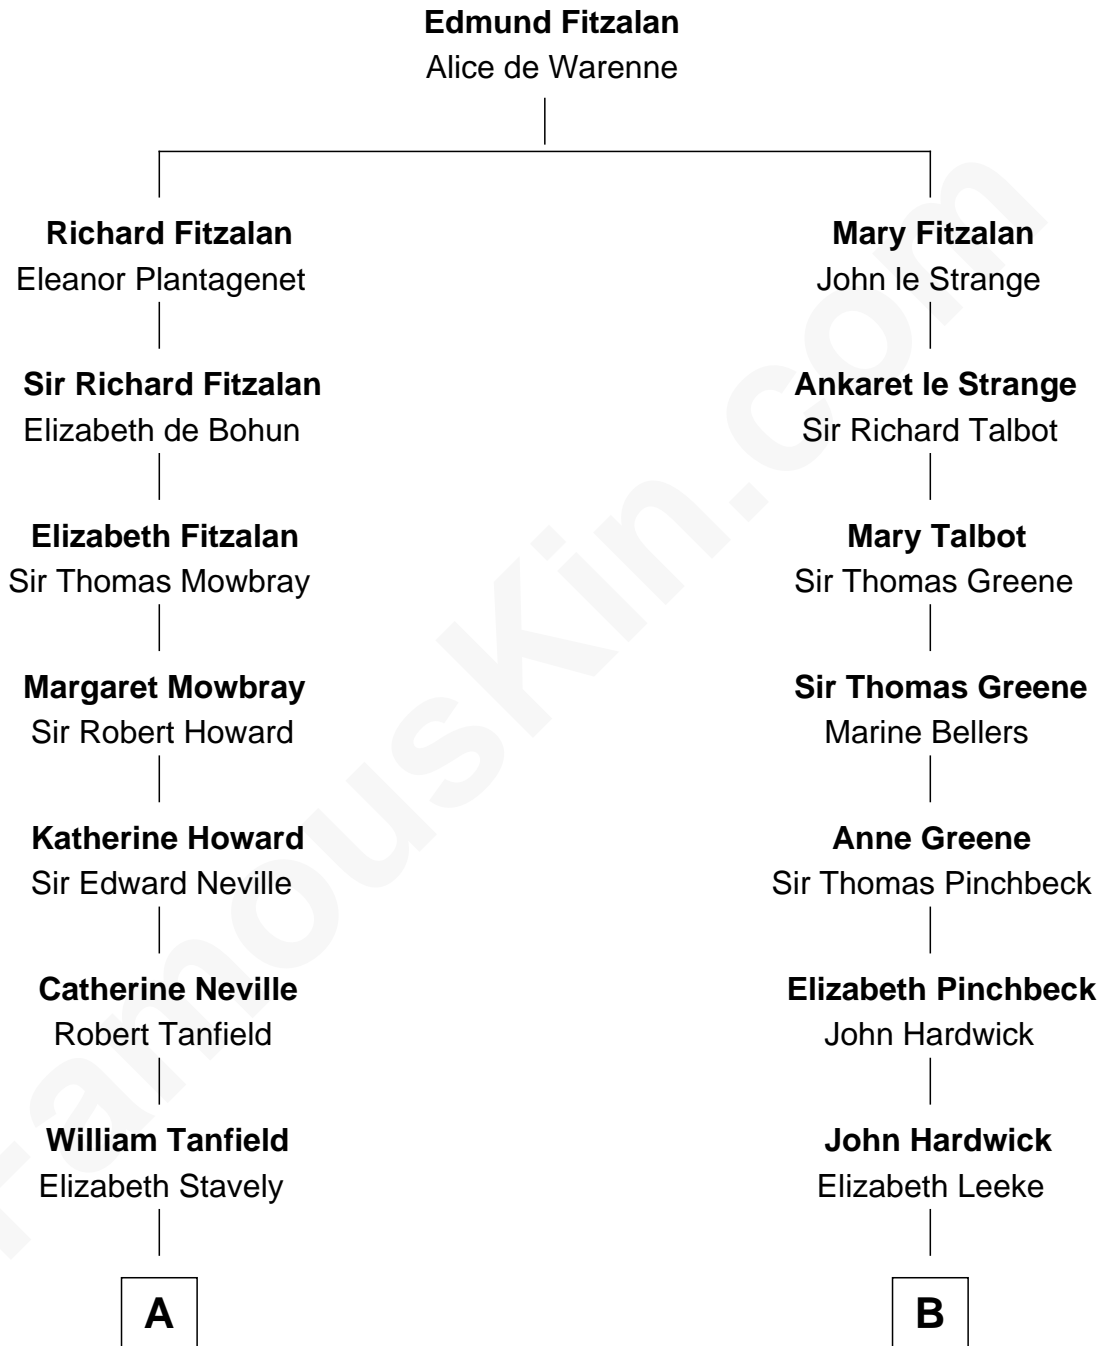 Edmund Fitzalan
Alice de Warenne
Richard Fitzalan
Eleanor Plantagenet
Mary Fitzalan
John le Strange
Sir Richard Fitzalan
Elizabeth de Bohun
Ankaret le Strange
Sir Richard Talbot
Elizabeth Fitzalan
Sir Thomas Mowbray
Mary Talbot
Sir Thomas Greene
Margaret Mowbray
Sir Robert Howard
Sir Thomas Greene
Marine Bellers
Katherine Howard
Sir Edward Neville
Anne Greene
Sir Thomas Pinchbeck
Catherine Neville
Robert Tanfield
Elizabeth Pinchbeck
John Hardwick
William Tanfield
Elizabeth Stavely
John Hardwick
Elizabeth Leeke
A
B
FamousKin.com